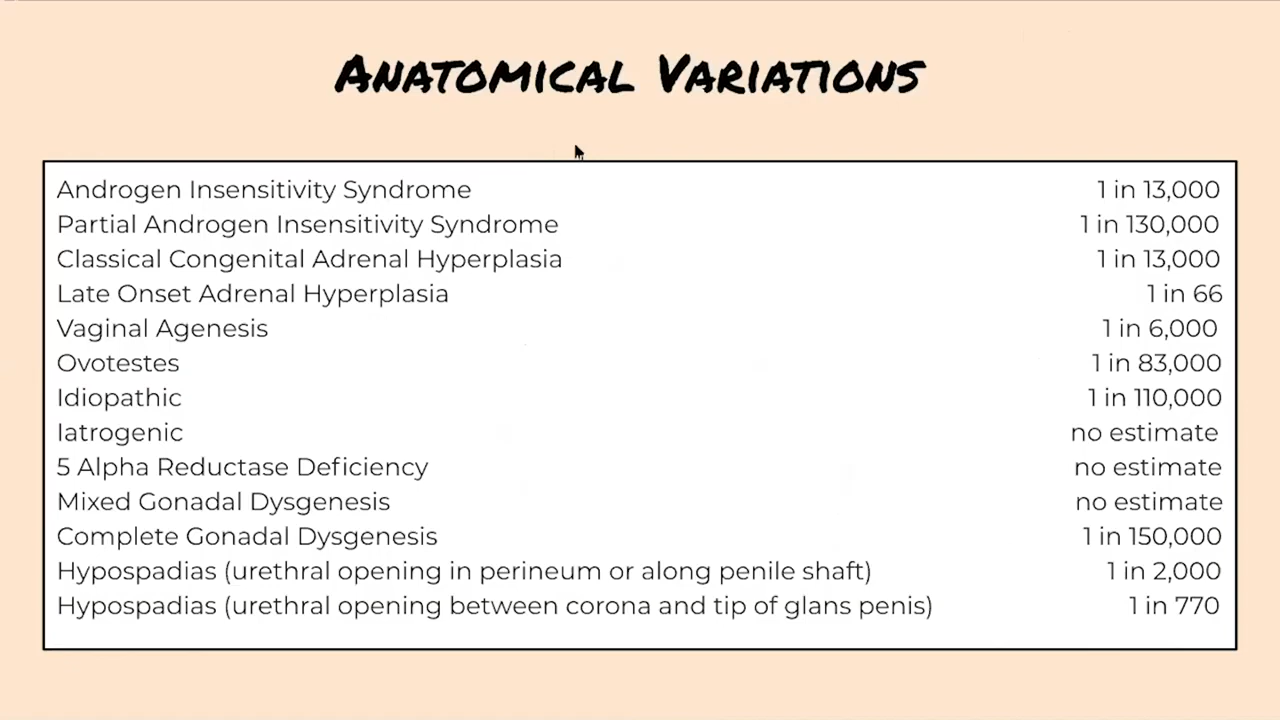 Anatomical Variations
Androgen Insensitivity Syndrome 1 in 13,000
Partial Androgen Insensitivity Syndrome 1 in 130,000
Classical Congenital Adrenal Hyperplasia 1 in 13,000
Late Onset Adrenal Hyperplasia 1 in 66
Vaginal Agenesis 1 in 6,000
Ovotestes 1 in 83,000
Idiopathic 1 in 110,000
Iatrogenic no estimate
5 Alpha Reductase Deficiency no estimate
Mixed Gonadal Dysgenesis no estimate
Complete Gonadal Dysgenesis 1 in 150,000
Hypospadias (urethral opening in perineum or along penile shaft) 1 in 2,000
Hypospadias (urethral opening between corona and tip of glans penis) 1 in 770